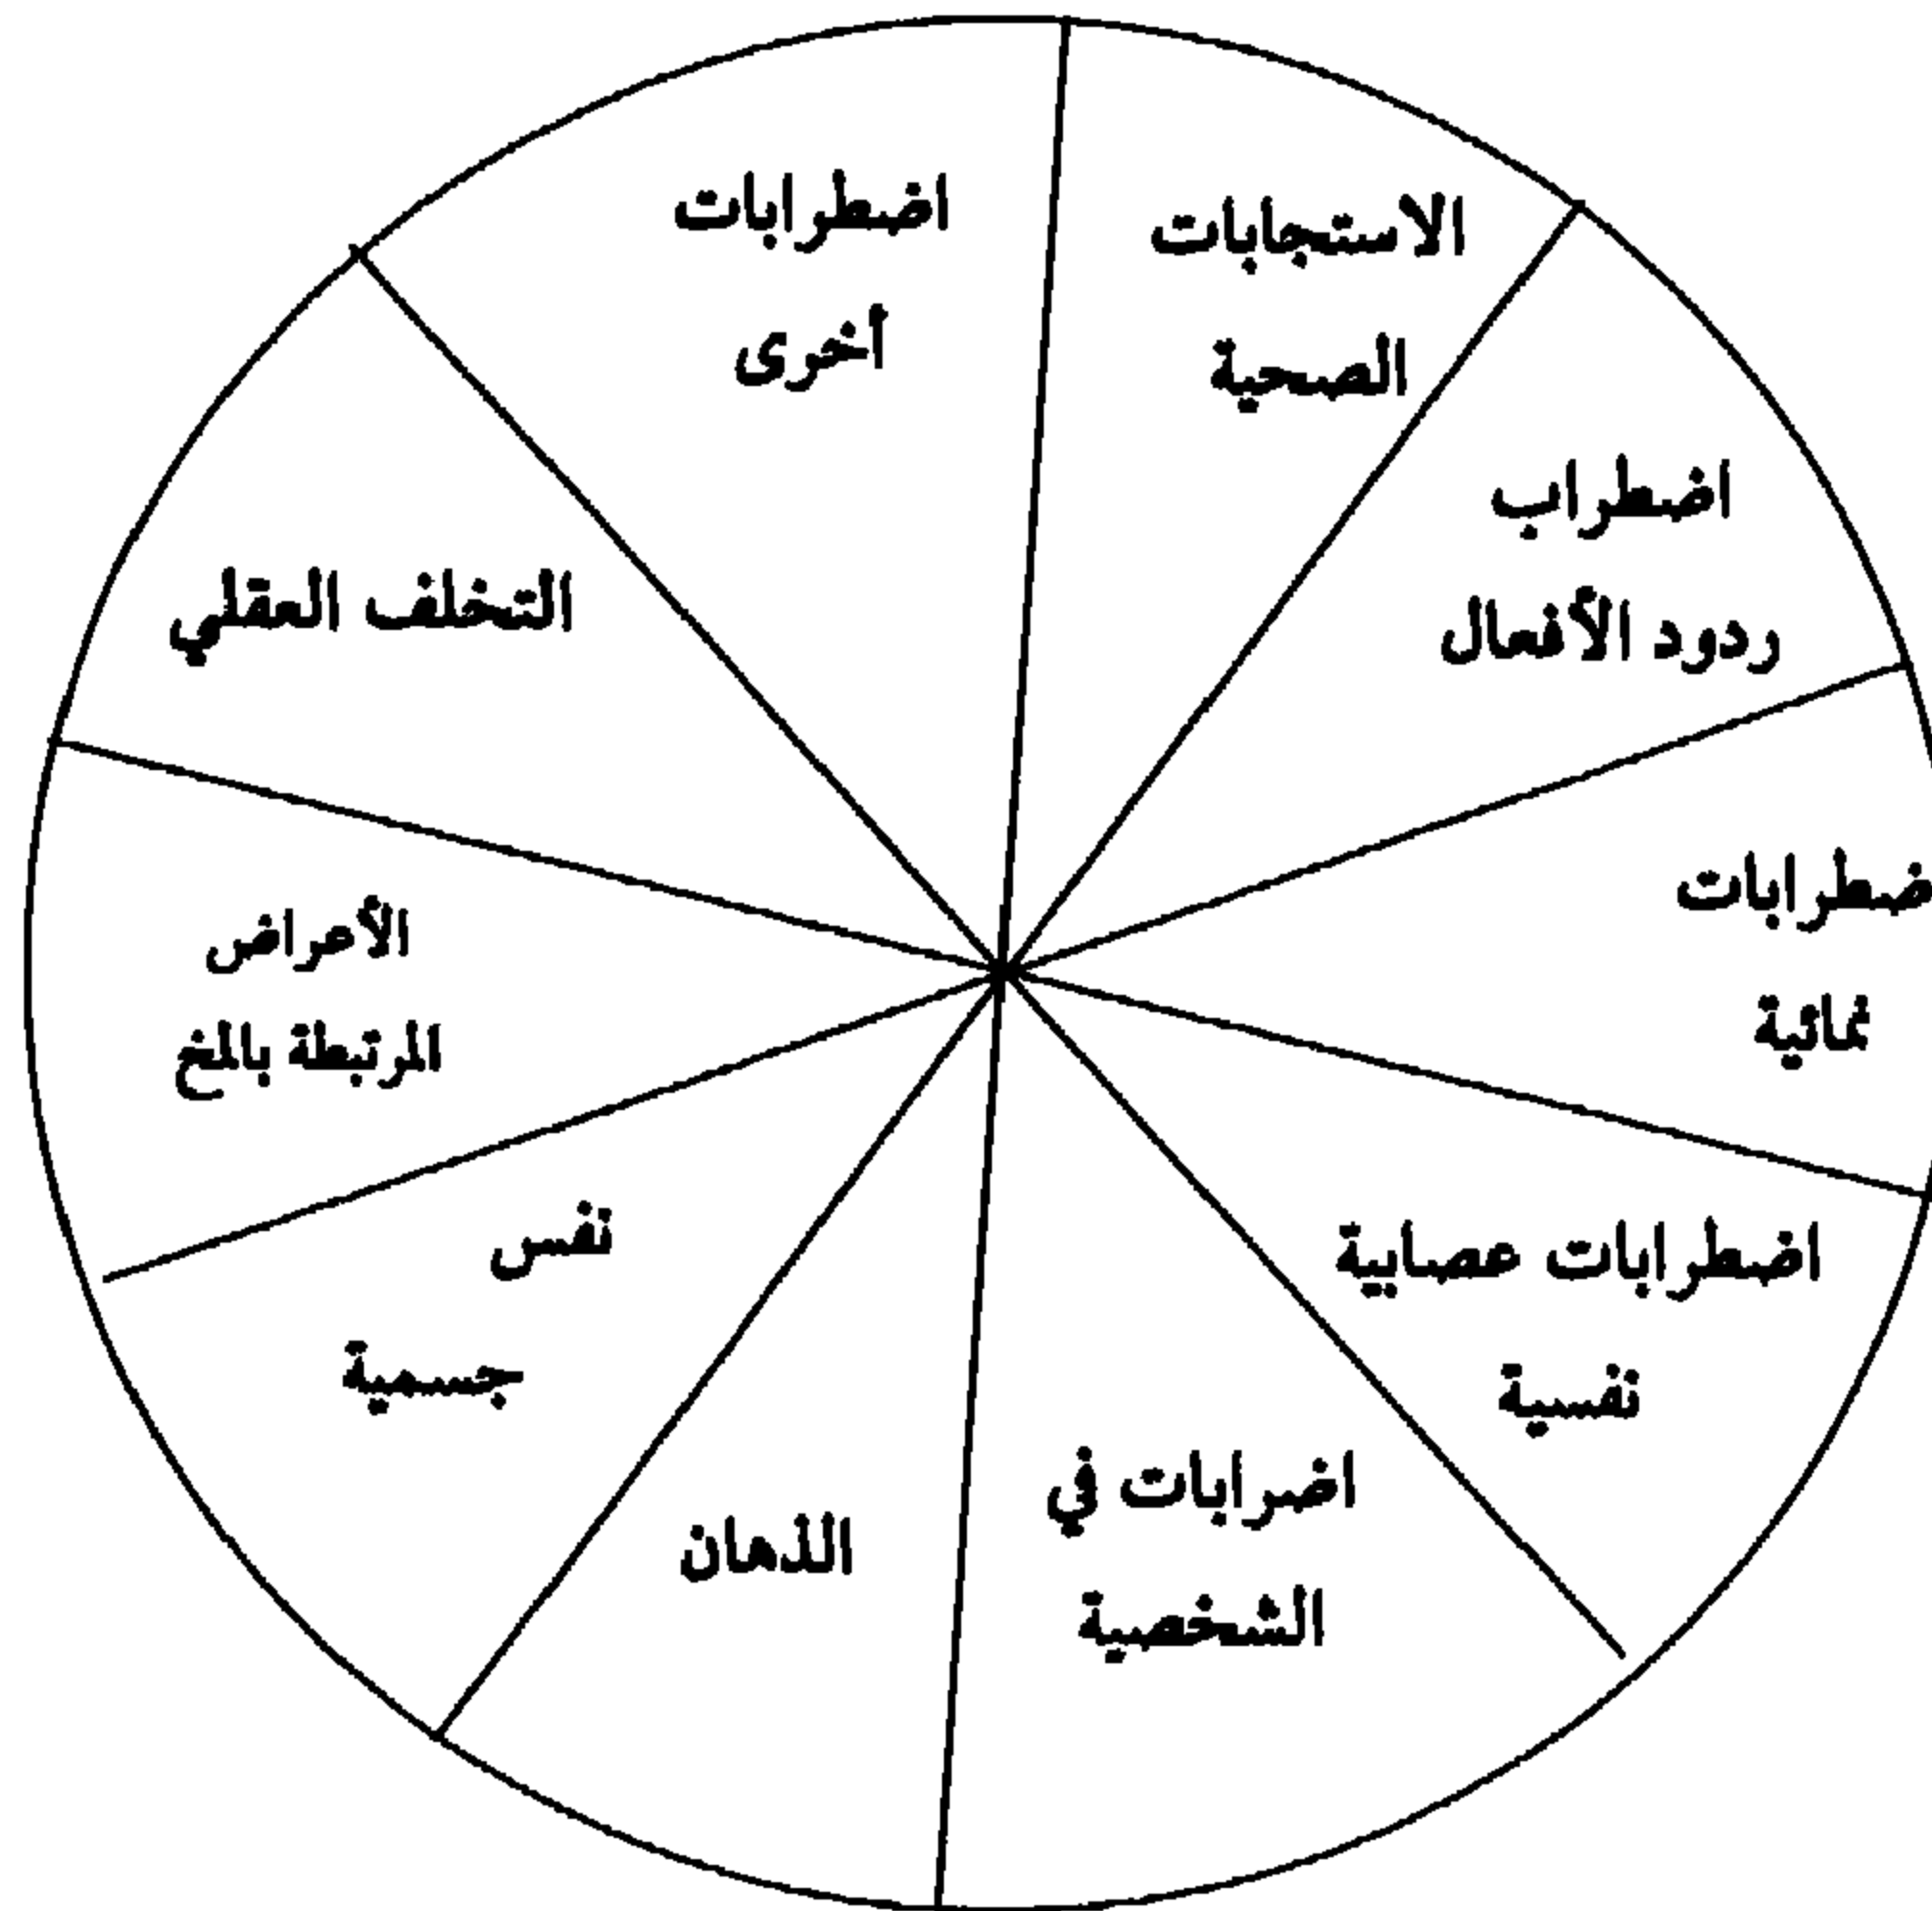 الاستجابات
الصحية
اضطراب
ردود الأفعال
ضطرابات
نمائية
اضطرابات عصابية
نفسية
اضرابات في
الشخصية
الذهان
نفس
جسمية
الأمراض
المرتبطة بالمخ
التخلف العقلي
اضطرابات
أخرى